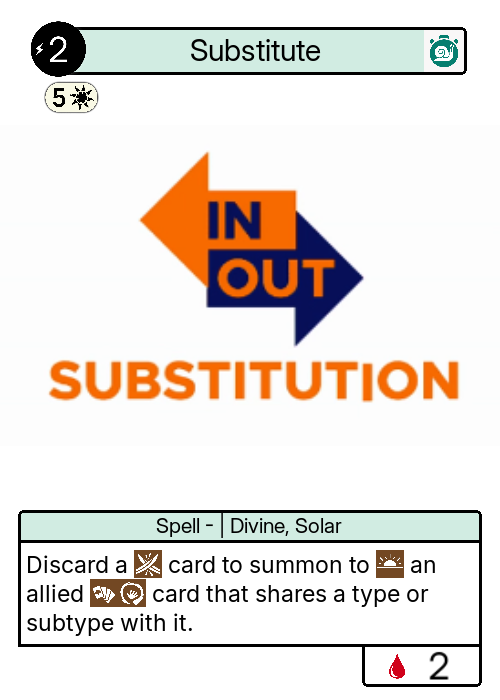 2
Substitute
5
IN
OUT
SUBSTITUTION
Spell - | Divine, Solar
Discard a card to summon to an
allied card that shares a type or
subtype with it.
2